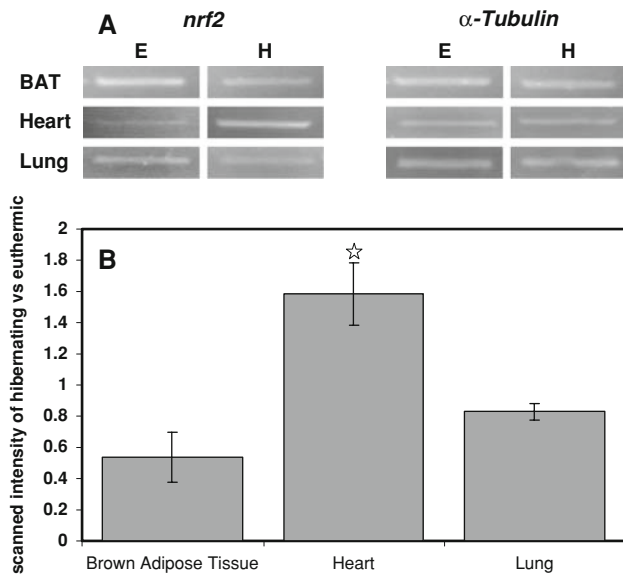 A
nrf2
α-Tubulin
E H E H
BAT
Heart
Lung
B
scanned intensity of hibernating vs euthermic
2
1.8
1.6
1.4
1.2
1
0.8
0.6
0.4
0.2
0
Brown Adipose Tissue Heart Lung